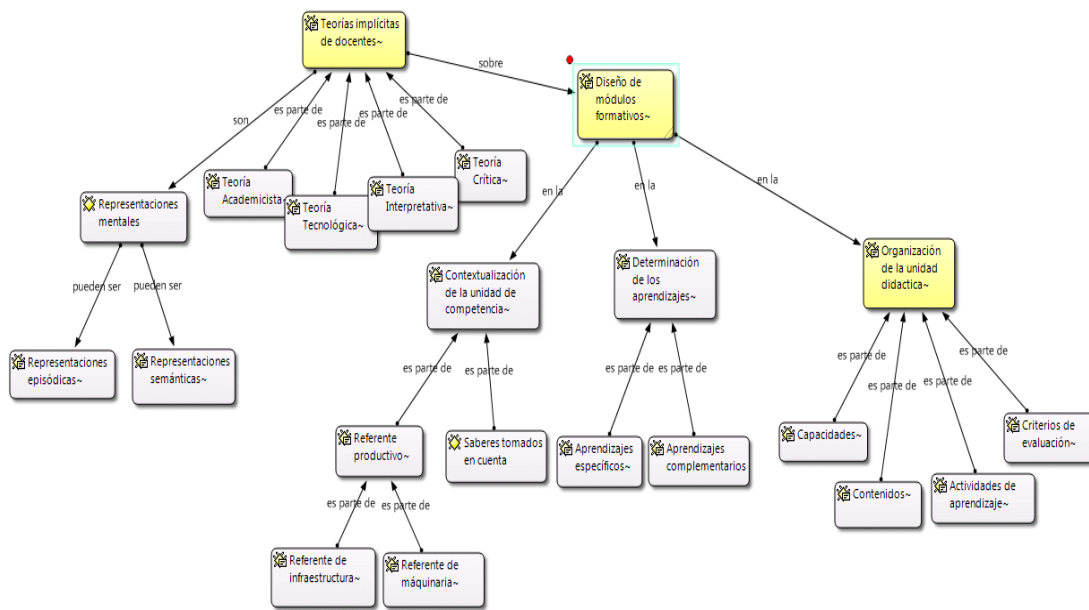 Teorías implícitas
de docentes~
sobre
Diseño de
módulos
formativos~
son
es parte de
es parte de
es parte de
es parte de
Teoría
Academicista~
Teoría
Tecnológica~
Teoría
Interpretativa~
Teoría
Crítica~
en la
en la
en la
Representaciones
mentales
pueden ser
pueden ser
Representaciones
episódicas~
Representaciones
semánticas~
Contextualización
de la unidad de
competencia~
Determinación
de los
aprendizajes~
Organización
de la unidad
didactica~
es parte de
es parte de
es parte de
es parte de
es parte de
es parte de
es parte de
es parte de
Referente
productivo~
Saberes tomados
en cuenta
Aprendizajes
específicos~
Aprendizajes
complementarios
Capacidades~
Contenidos~
Actividades de
aprendizaje~
Criterios de
evaluación~
es parte de
es parte de
Referente de
infraestructura~
Referente de
máquinaria~